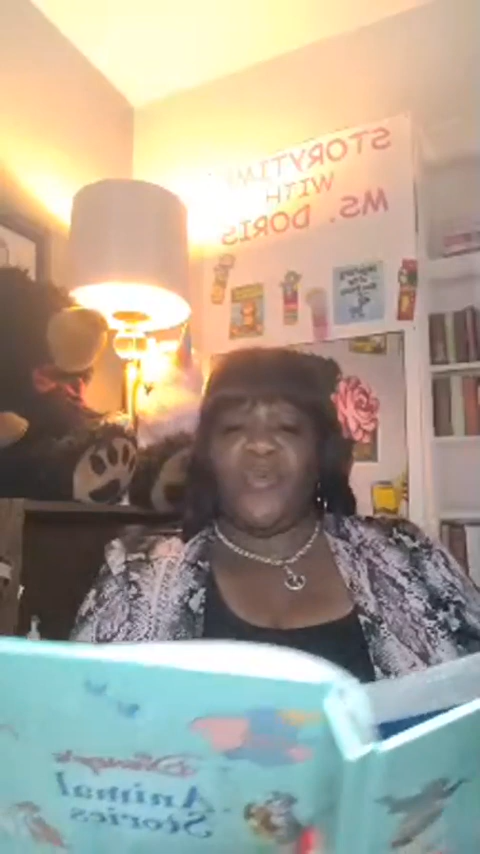 STORYTIME
WITH
MS. DORIS
Disney's
Animal
Stories